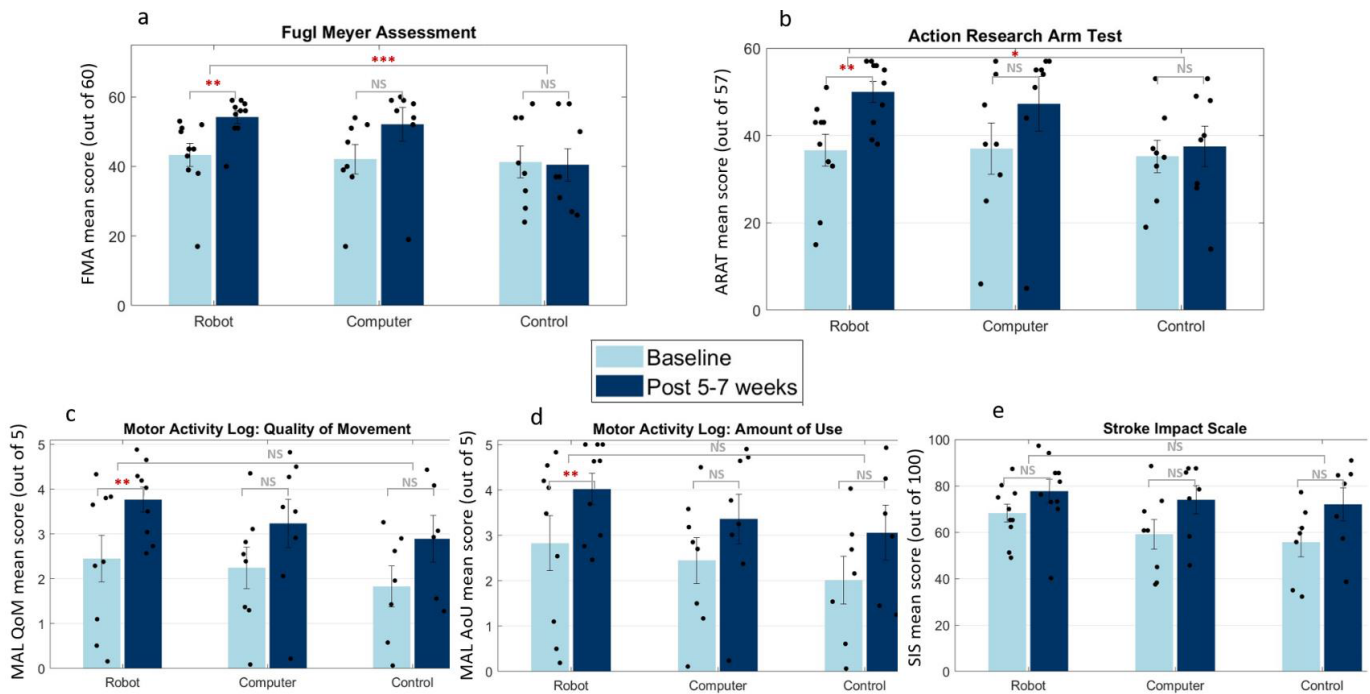 a
Fugl Meyer Assessment
FMA mean score (out of 60)
60
40
20
0
***
**
NS
NS
Robot
Computer
Control
b
Action Research Arm Test
ARAT mean score (out of 57)
60
50
40
30
20
10
0
*
**
NS
NS
Robot
Computer
Control
Baseline
Post 5-7 weeks
c
Motor Activity Log: Quality of Movement
MAL QoM mean score (out of 5)
5
4
3
2
1
0
NS
**
NS
NS
Robot
Computer
Control
d
Motor Activity Log: Amount of Use
MAL AoU mean score (out of 5)
5
4
3
2
1
0
NS
**
NS
NS
Robot
Computer
Control
e
Stroke Impact Scale
SIS mean score (out of 100)
100
80
60
40
20
0
NS
NS
NS
NS
Robot
Computer
Control